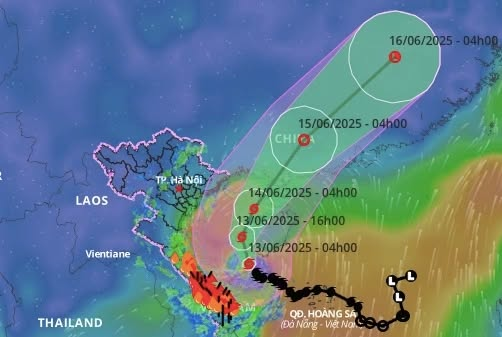 16/06/2025 - 04h00
15/06/2025 - 04h00
CHINA
TP. Hà Nội
14/06/2025 - 04h00
LAOS
13/06/2025 - 16h00
13/06/2025 - 04h00
Vientiane
L
L
L
QĐ. HOÀNG SA
(Đà Nẵng - Việt Nam)
THAILAND